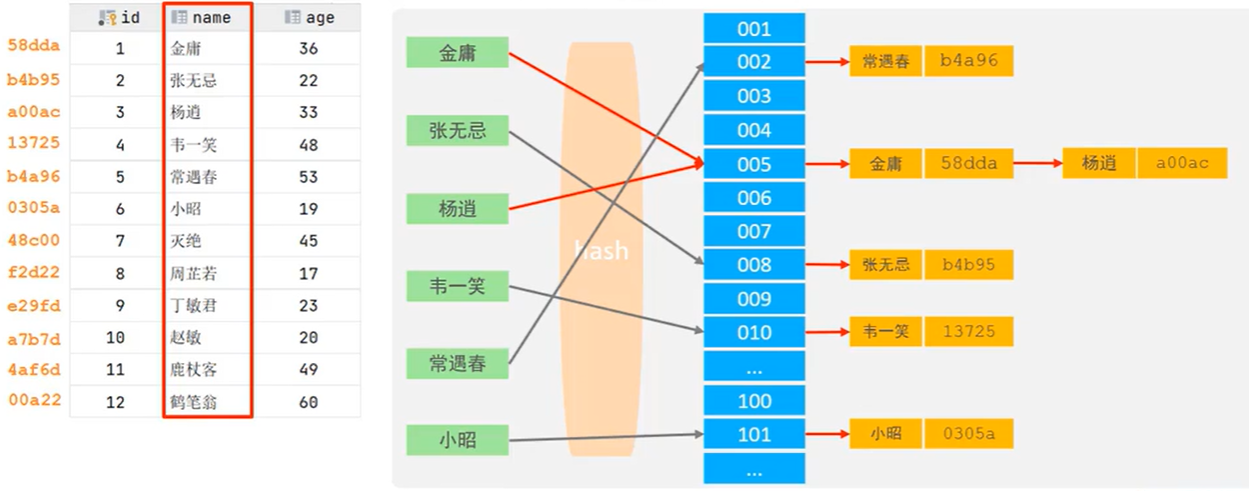 id name age
58dda 1 金庸 36
b4b95 2 张无忌 22
a00ac 3 杨逍 33
13725 4 韦一笑 48
b4a96 5 常遇春 53
0305a 6 小昭 19
48c00 7 灭绝 45
f2d22 8 周芷若 17
e29fd 9 丁敏君 23
a7b7d 10 赵敏 20
4af6d 11 鹿杖客 49
00a22 12 鹤笔翁 60
金庸
张无忌
杨逍
韦一笑
常遇春
小昭
hash
001
002 常遇春 b4a96
003
004
005 金庸 58dda 杨逍 a00ac
006
007
008 张无忌 b4b95
009
010 韦一笑 13725
...
100
101 小昭 0305a
...